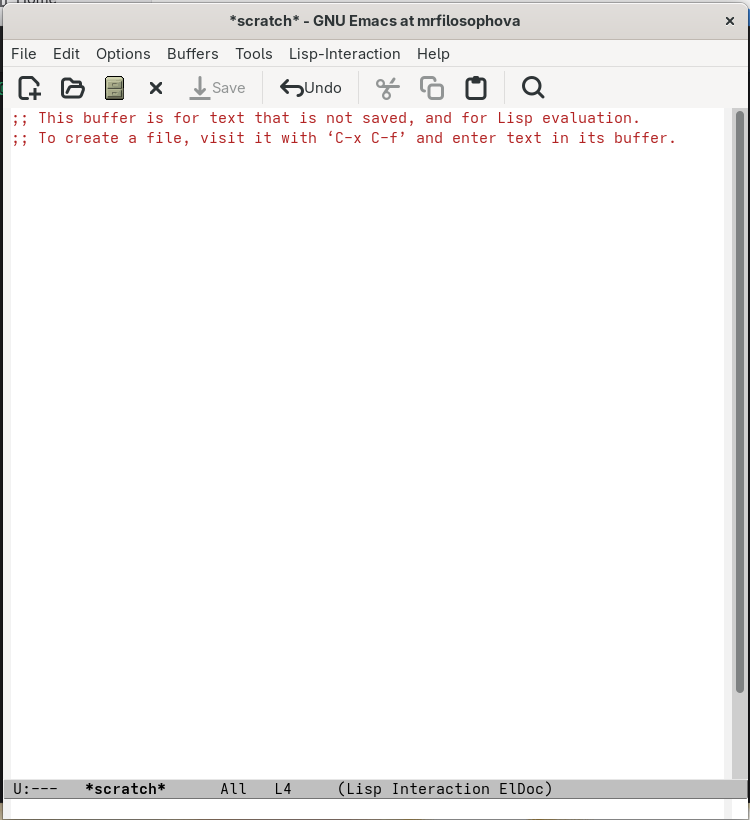 *scratch* - GNU Emacs at mrfilosophova
File Edit Options Buffers Tools Lisp-Interaction Help
Save Undo
;; This buffer is for text that is not saved, and for Lisp evaluation.
;; To create a file, visit it with ‘C-x C-f’ and enter text in its buffer.
U:--- *scratch* All L4 (Lisp Interaction ElDoc)